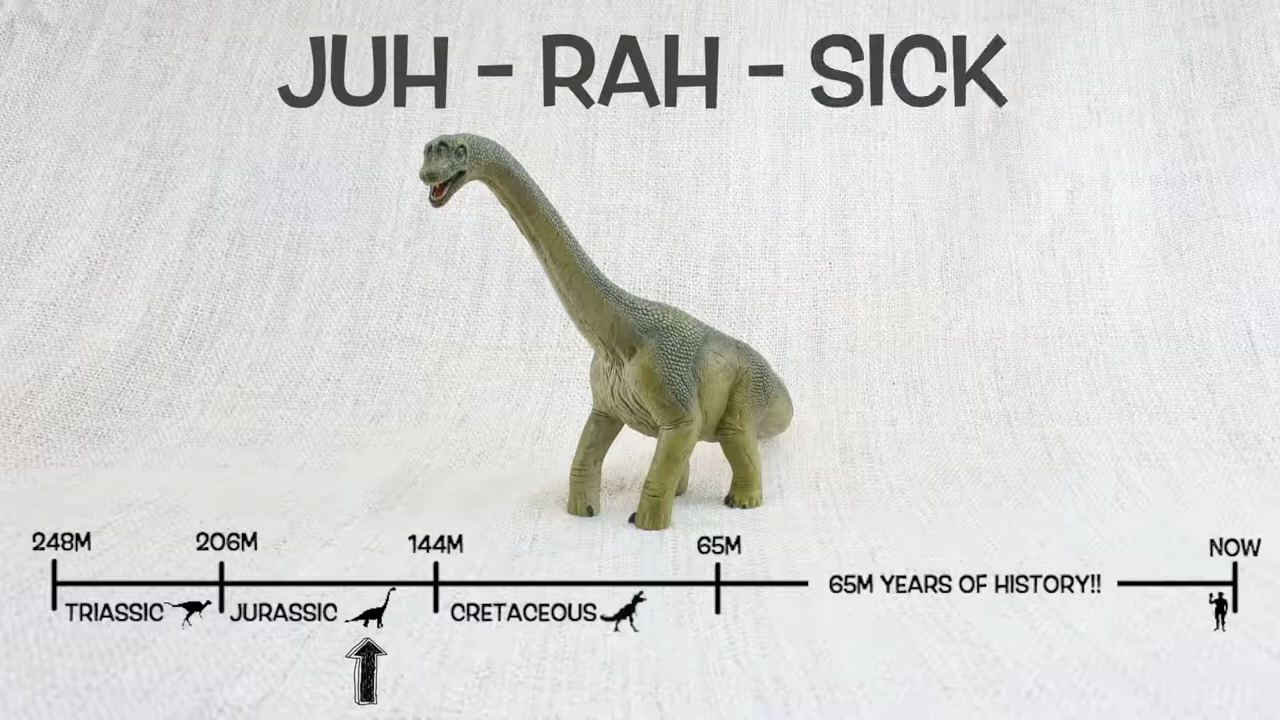 JUH - RAH - SICK
248M 206M 144M 65M NOW
65M YEARS OF HISTORY!!
TRIASSIC JURASSIC CRETACEOUS